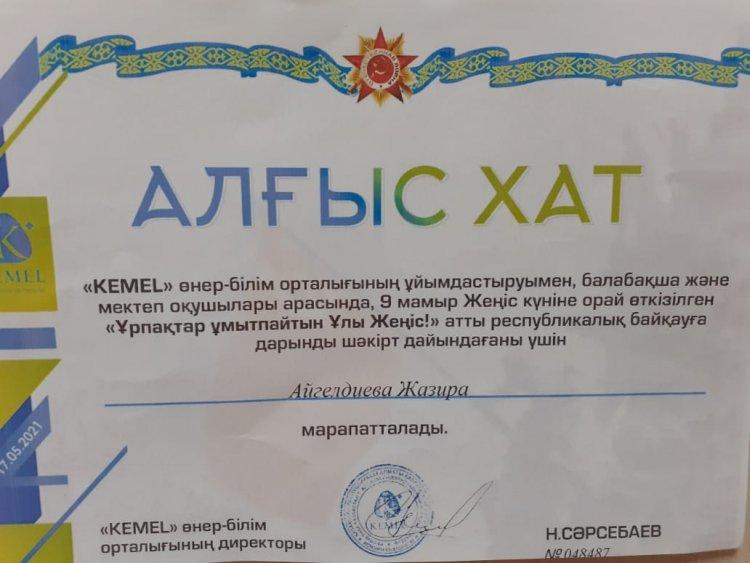 АЛҒЫС ХАТ
KEMEL
«KEMEL» өнер-білім орталығының ұйымдастыруымен, балабақша және
мектеп оқушылары арасында, 9 мамыр Жеңіс күніне орай өткізілген
«Ұрпақтар ұмытпайтын Ұлы Жеңіс!» атты республикалық байқауға
дарынды шәкірт дайындағаны үшін
Айгелдиева Жазира
марапатталады.
17.05.2021
«KEMEL» өнер-білім
орталығының директоры
KEMEL
Н.СӘРСЕБАЕВ
№048487